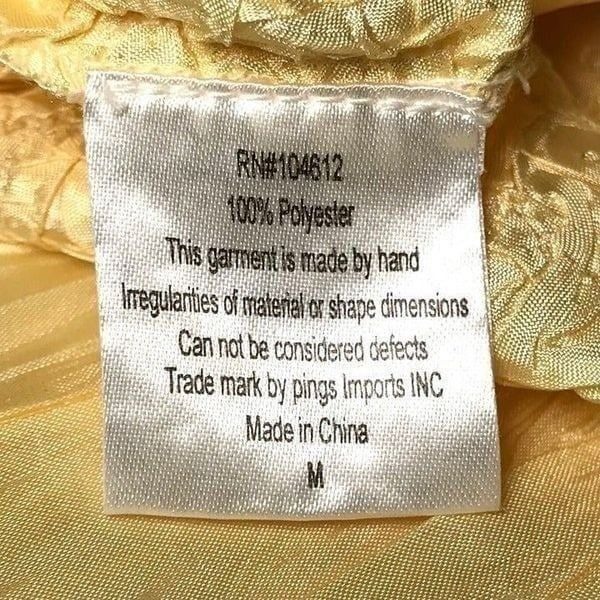 RN#104612
100% Polyester
This garment is made by hand
Irregularities of material or shape dimensions
Can not be considered defects
Trade mark by pings Imports INC
Made in China
M